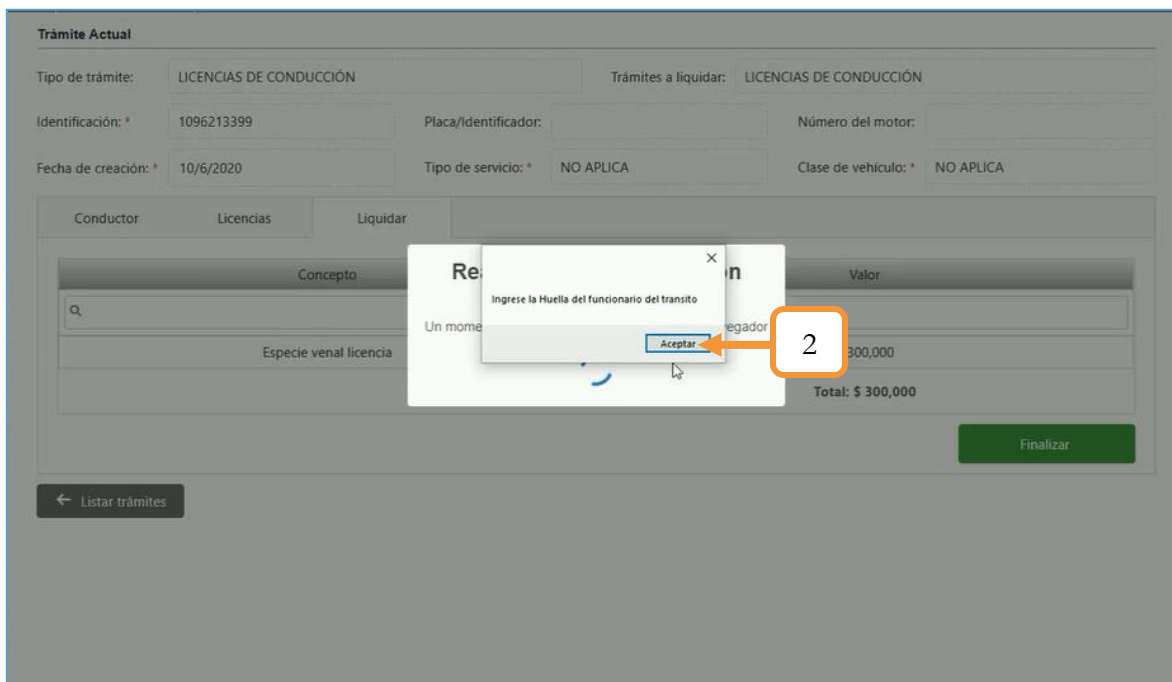 Trámite Actual
Tipo de trámite: LICENCIAS DE CONDUCCIÓN Trámites a liquidar: LICENCIAS DE CONDUCCIÓN
Identificación: * 1096213399 Placa/Identificador: Número del motor:
Fecha de creación: * 10/6/2020 Tipo de servicio: * NO APLICA Clase de vehículo: * NO APLICA
Conductor Licencias Liquidar
Concepto Valor
Ingrese la Huella del funcionario del transito
Un
Aceptar
2
Especie venal licencia 300,000
Total: $ 300,000
Finalizar
← Listar trámites